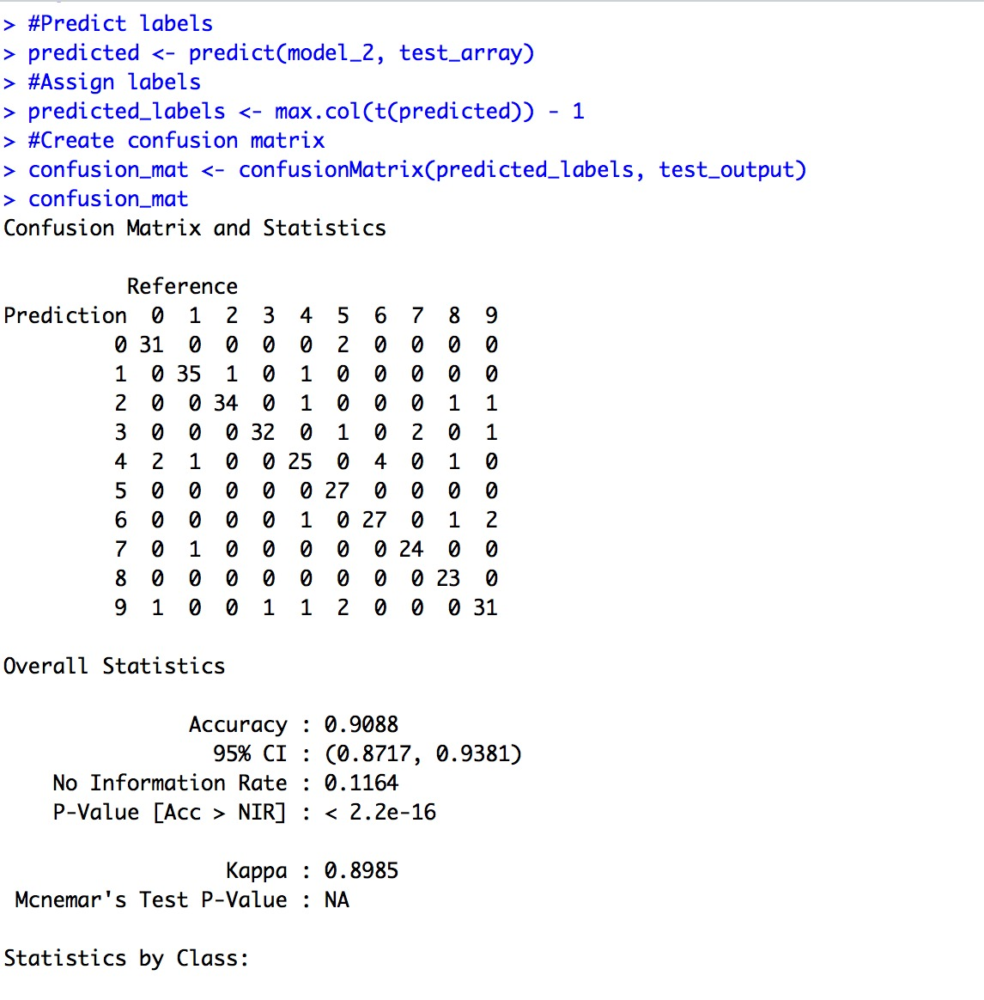 > #Predict labels
> predicted <- predict(model_2, test_array)
> #Assign labels
> predicted_labels <- max.col(t(predicted)) - 1
> #Create confusion matrix
> confusion_mat <- confusionMatrix(predicted_labels, test_output)
> confusion_mat
Confusion Matrix and Statistics
Reference
Prediction 0 1 2 3 4 5 6 7 8 9
0 31 0 0 0 0 2 0 0 0 0
1 0 35 1 0 1 0 0 0 0 0
2 0 0 34 0 1 0 0 0 1 1
3 0 0 0 32 0 1 0 2 0 1
4 2 1 0 0 25 0 4 0 1 0
5 0 0 0 0 0 27 0 0 0 0
6 0 0 0 0 1 0 27 0 1 2
7 0 1 0 0 0 0 0 24 0 0
8 0 0 0 0 0 0 0 0 23 0
9 1 0 0 1 1 2 0 0 0 31
Overall Statistics
Accuracy : 0.9088
95% CI : (0.8717, 0.9381)
No Information Rate : 0.1164
P-Value [Acc > NIR] : < 2.2e-16
Kappa : 0.8985
Mcnemar's Test P-Value : NA
Statistics by Class: